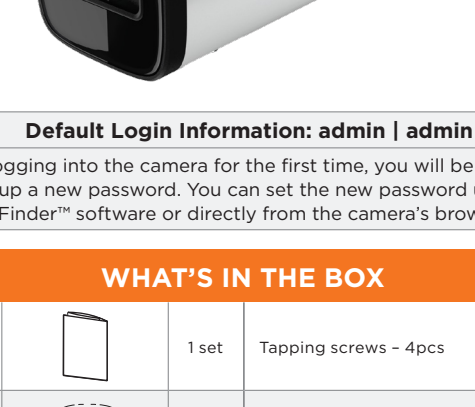 Default Login Information: admin | admin
ogging into the camera for the first time, you will be
up a new password. You can set the new password
Finder™ software or directly from the camera's brow
WHAT'S IN THE BOX
1 set Tapping screws – 4pcs